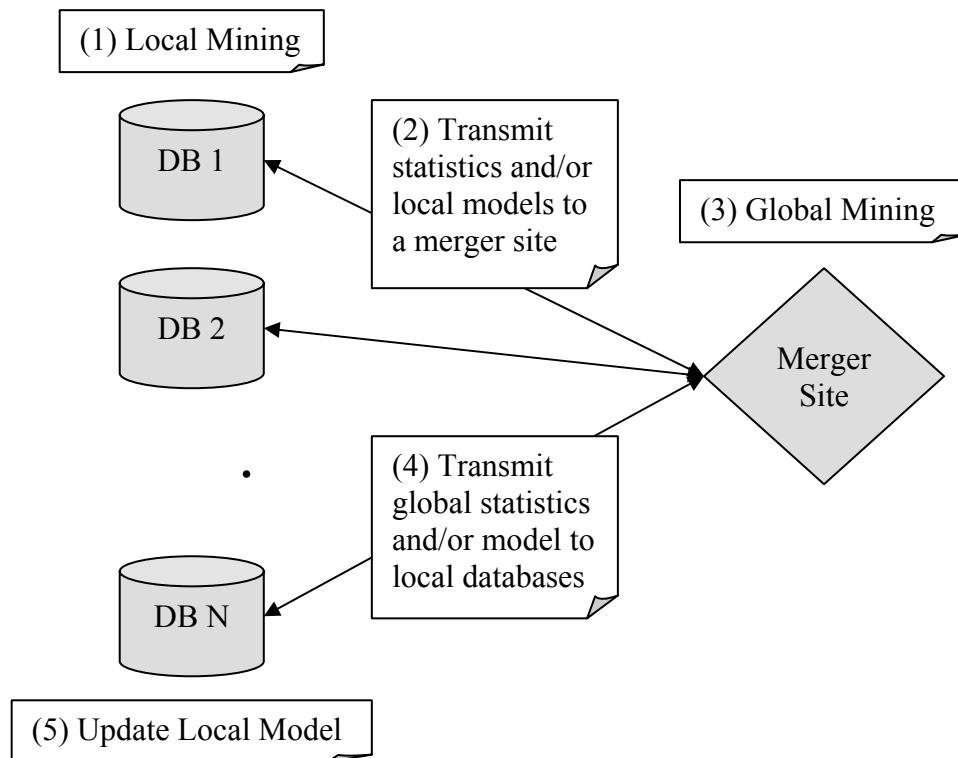 (1) Local Mining
DB 1
(2) Transmit
statistics and/or
local models to
a merger site
(3) Global Mining
DB 2
Merger
Site
(4) Transmit
global statistics
and/or model to
local databases
DB N
(5) Update Local Model